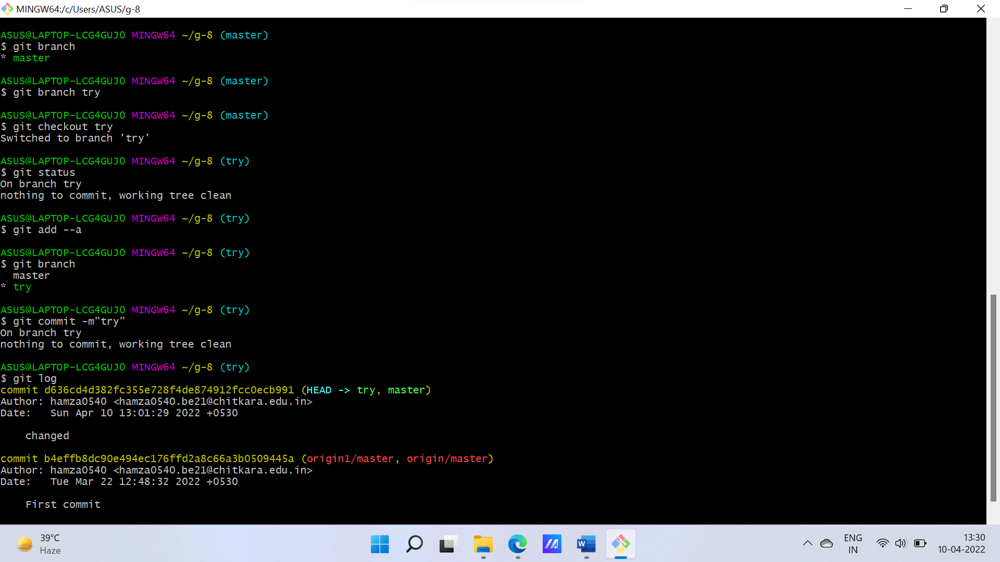 MINGW64:/c/Users/ASUS/g-8
ASUS@LAPTOP-LCG4GUJ0 MINGW64 ~/g-8 (master)
$ git branch
* master
ASUS@LAPTOP-LCG4GUJ0 MINGW64 ~/g-8 (master)
$ git branch try
ASUS@LAPTOP-LCG4GUJ0 MINGW64 ~/g-8 (master)
$ git checkout try
Switched to branch 'try'
ASUS@LAPTOP-LCG4GUJ0 MINGW64 ~/g-8 (try)
$ git status
On branch try
nothing to commit, working tree clean
ASUS@LAPTOP-LCG4GUJ0 MINGW64 ~/g-8 (try)
$ git add --a
ASUS@LAPTOP-LCG4GUJ0 MINGW64 ~/g-8 (try)
$ git branch
  master
* try
ASUS@LAPTOP-LCG4GUJ0 MINGW64 ~/g-8 (try)
$ git commit -m"try"
On branch try
nothing to commit, working tree clean
ASUS@LAPTOP-LCG4GUJ0 MINGW64 ~/g-8 (try)
$ git log
commit d636cd4d382fc355e728f4de874912fcc0ecb991 (HEAD -> try, master)
Author: hamza0540 <hamza0540.be21@chitkara.edu.in>
Date:   Sun Apr 10 13:01:29 2022 +0530
    changed
commit b4effb8dc90e494ec176ffd2a8c66a3b0509445a (origin1/master, origin/master)
Author: hamza0540 <hamza0540.be21@chitkara.edu.in>
Date:   Tue Mar 22 12:48:32 2022 +0530
    First commit
39°C
Haze
W
ENG
IN
13:30
10-04-2022